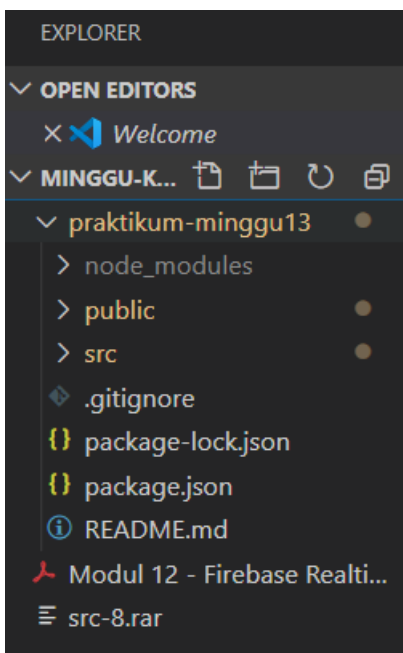 EXPLORER
OPEN EDITORS
Welcome
MINGGU-K...
praktikum-minggu13
node_modules
public
src
.gitignore
{} package-lock.json
{} package.json
README.md
Modul 12 - Firebase Realti...
src-8.rar